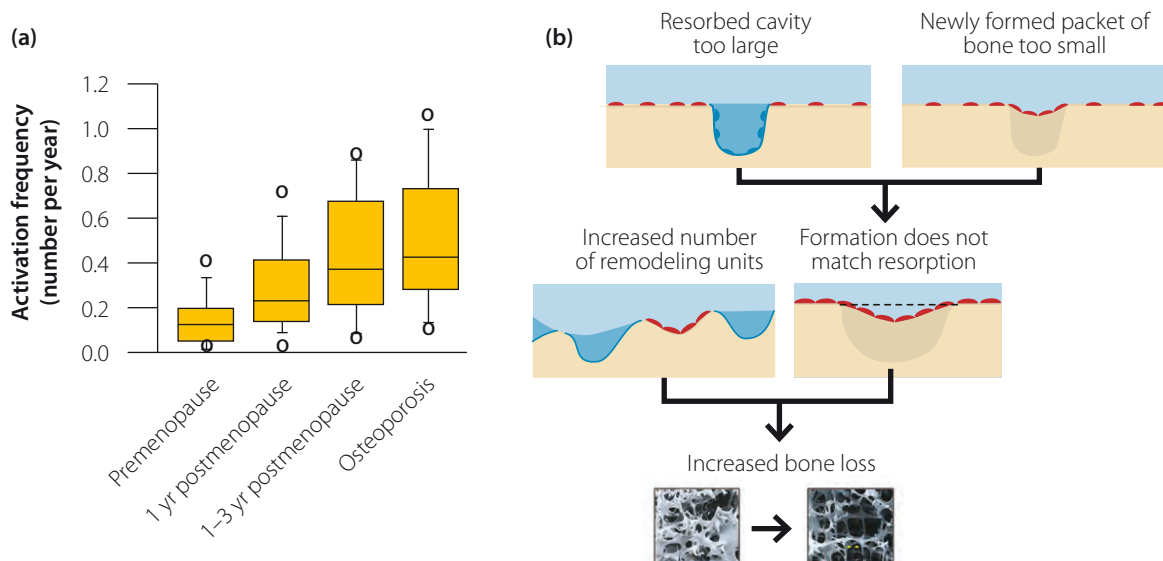 (a)
Activation frequency
(number per year)
1.2
1.0
0.8
0.6
0.4
0.2
0.0
O
O
O
O
O
O
O
O
Premenopause
1 yr postmenopause
1–3 yr postmenopause
Osteoporosis
(b)
Resorbed cavity
too large
Newly formed packet of
bone too small
Increased number
of remodeling units
Formation does not
match resorption
Increased bone loss